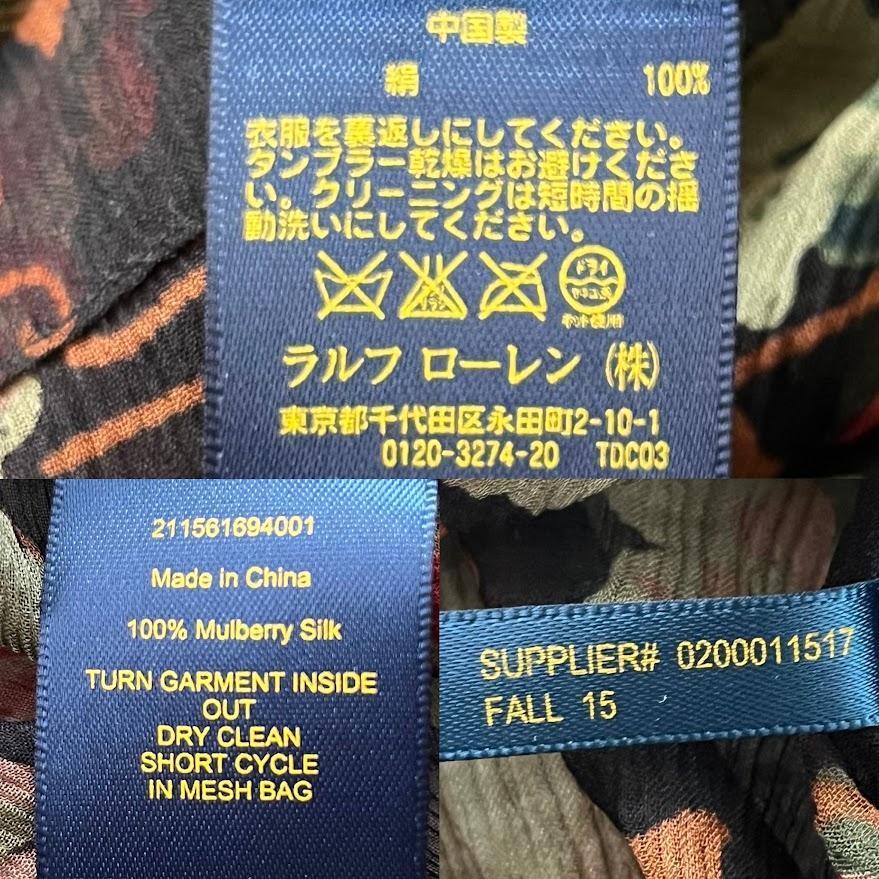 中国製
絹 100%
衣服を裏返しにしてください。
タンブラー乾燥はお避けくださ
い。クリーニングは短時間の揺
動洗いにしてください。
ドライ
ラルフ ローレン (株)
東京都千代田区永田町2-10-1
0120-3274-20 TDC03
211561694001
Made in China
100% Mulberry Silk
TURN GARMENT INSIDE
OUT
DRY CLEAN
SHORT CYCLE
IN MESH BAG
SUPPLIER# 0200011517
FALL 15